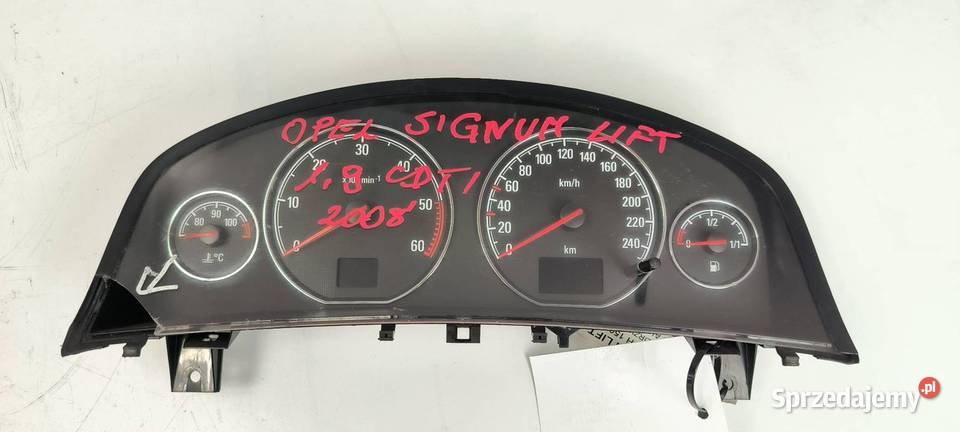 OPEL SIGNUM LIFT
1.8 CDTI
2008
80 90 100
°C
0 10 20 30 40 50 60
min⁻¹
0 20 40 60 80 100 120 140 160 180 200 220 240
km/h
km
0 1/2 1/1
LIFT
Sprzedajemy.pl